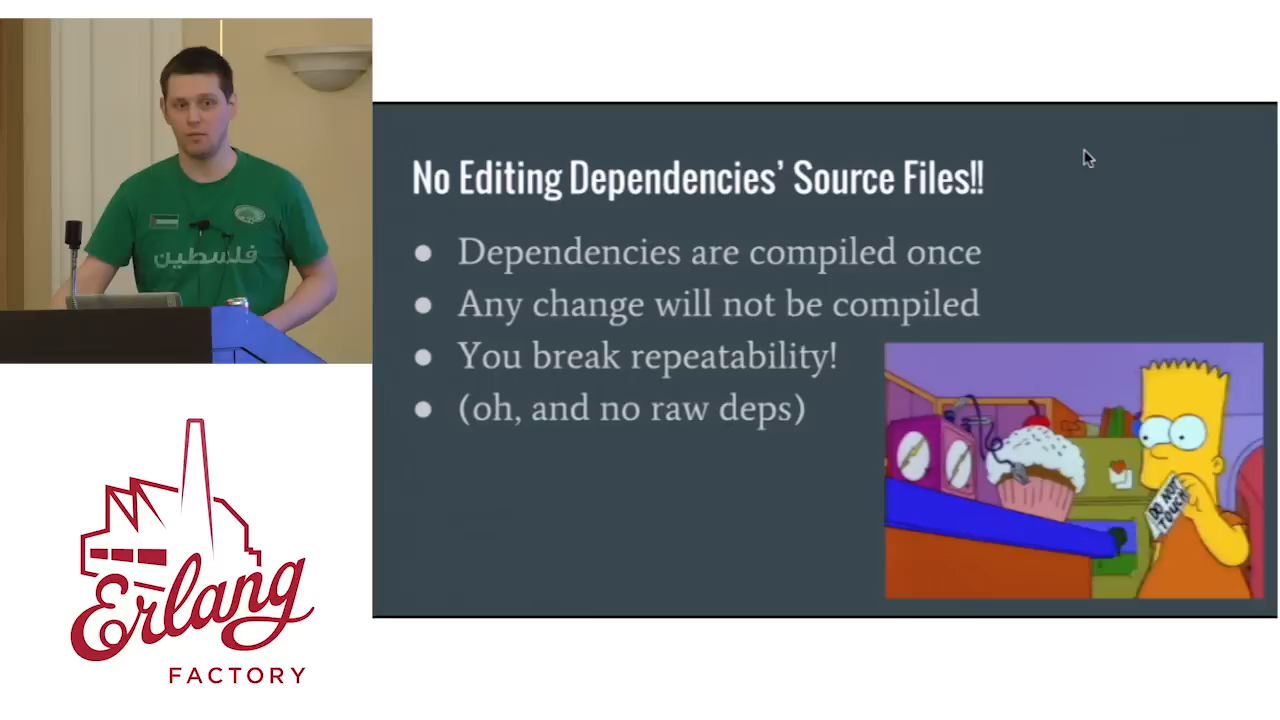 فلسطين
No Editing Dependencies' Source Files!!
● Dependencies are compiled once
● Any change will not be compiled
● You break repeatability!
● (oh, and no raw deps)
DO NOT
TOUCH
Erlang
FACTORY